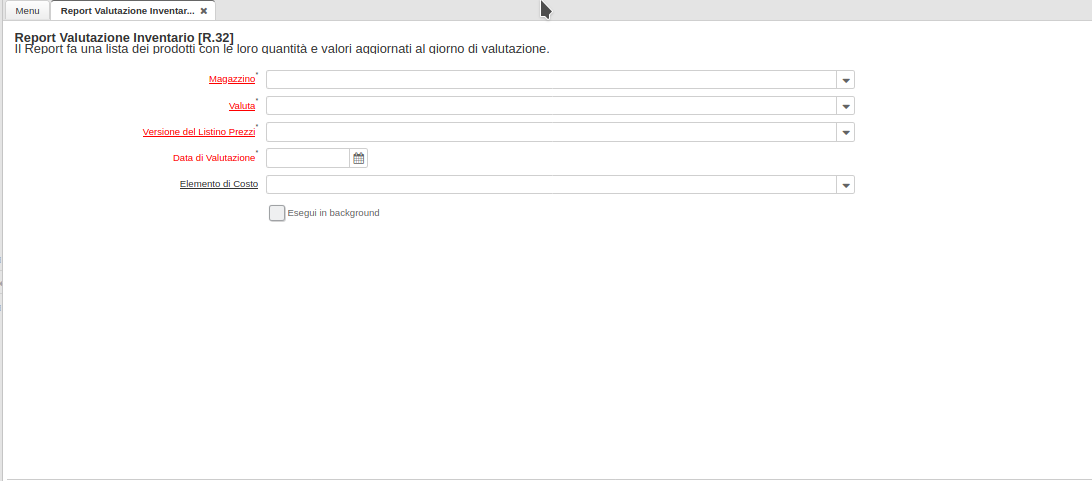 Menu
Report Valutazione Inventar...
Report Valutazione Inventario [R.32]
Il Report fa una lista dei prodotti con le loro quantità e valori aggiornati al giorno di valutazione.
Magazzino*
Valuta*
Versione del Listino Prezzi*
Data di Valutazione*
Elemento di Costo
Esegui in background